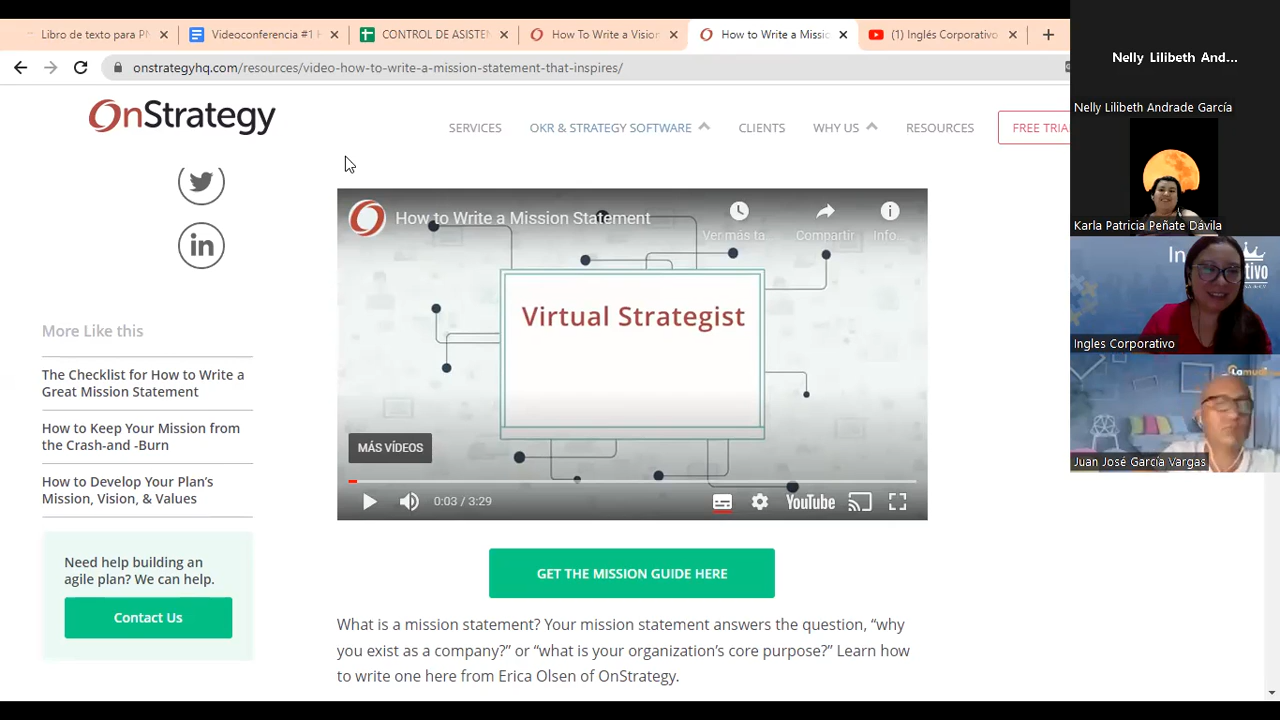 Libro de texto para PN
Videoconferencia #1 H
CONTROL DE ASISTEN
How To Write a Vision
How to Write a Missio
(1) Inglés Corporativo
onstrategyhq.com/resources/video-how-to-write-a-mission-statement-that-inspires/
OnStrategy
SERVICES
OKR & STRATEGY SOFTWARE
CLIENTS
WHY US
RESOURCES
FREE TRIA
How to Write a Mission Statement
Ver más ta...
Compartir
Info...
Virtual Strategist
MÁS VÍDEOS
0:03 / 3:29
YouTube
More Like this
The Checklist for How to Write a
Great Mission Statement
How to Keep Your Mission from
the Crash-and -Burn
How to Develop Your Plan's
Mission, Vision, & Values
Need help building an
agile plan? We can help.
Contact Us
GET THE MISSION GUIDE HERE
What is a mission statement? Your mission statement answers the question, “why
you exist as a company?” or “what is your organization’s core purpose?” Learn how
to write one here from Erica Olsen of OnStrategy.
Nelly Lilibeth And...
Nelly Lilibeth Andrade García
Karla Patricia Peñate Dávila
Ingles Corporativo
Lamudi
Juan José García Vargas